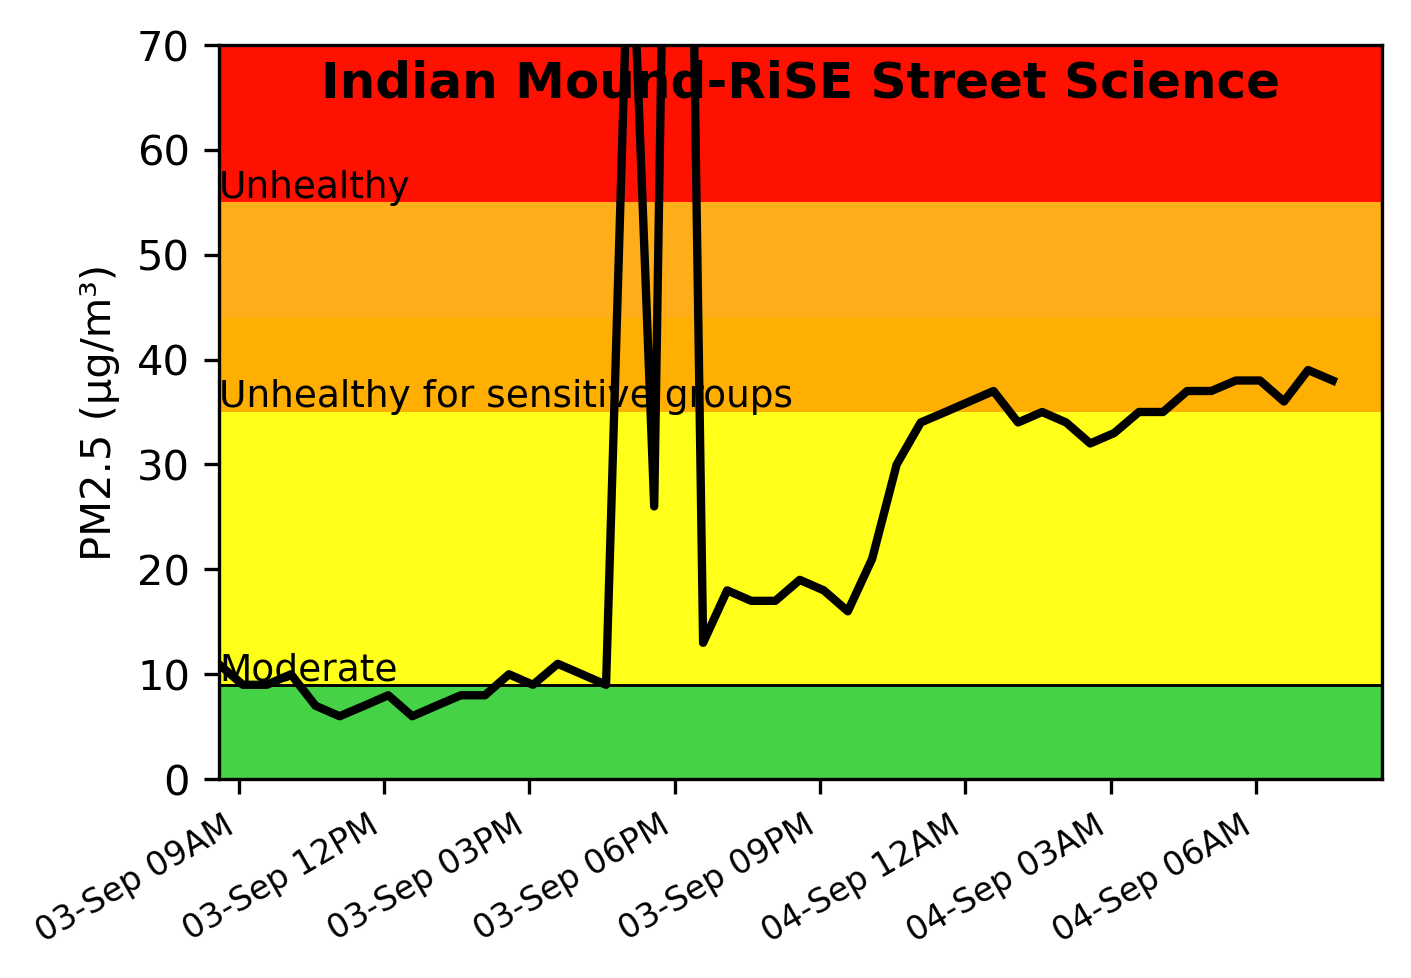 Indian Mound-RiSE Street Science
PM2.5 (µg/m³)
70
60
50
40
30
20
10
0
Unhealthy
Unhealthy for sensitive groups
Moderate
03-Sep 09AM
03-Sep 12PM
03-Sep 03PM
03-Sep 06PM
03-Sep 09PM
04-Sep 12AM
04-Sep 03AM
04-Sep 06AM